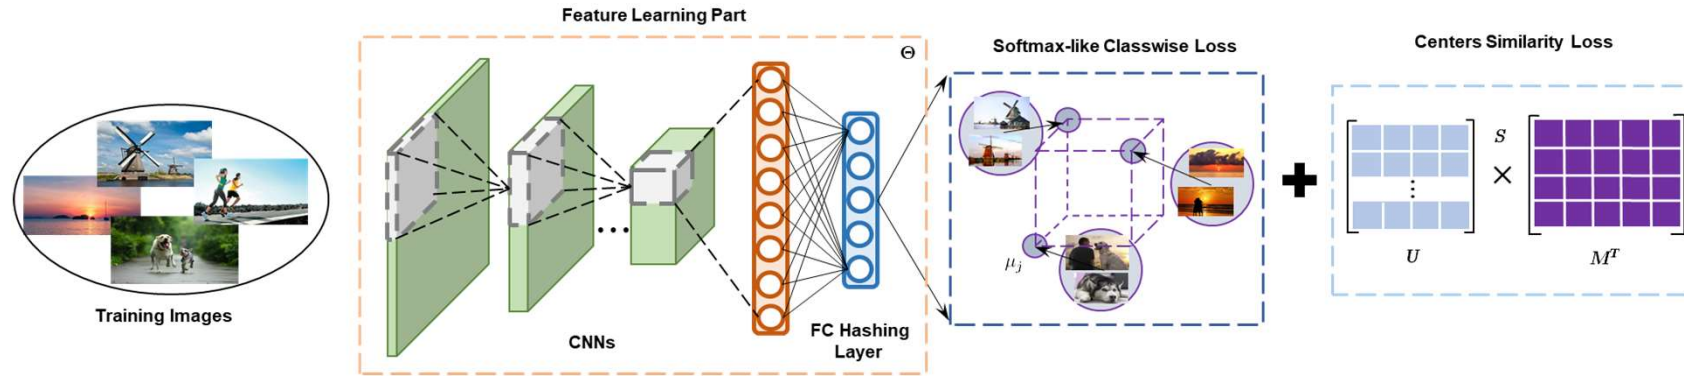 Feature Learning Part
Θ
Softmax-like Classwise Loss
Centers Similarity Loss
S
×
μj
U
M^T
Training Images
CNNs
FC Hashing
Layer